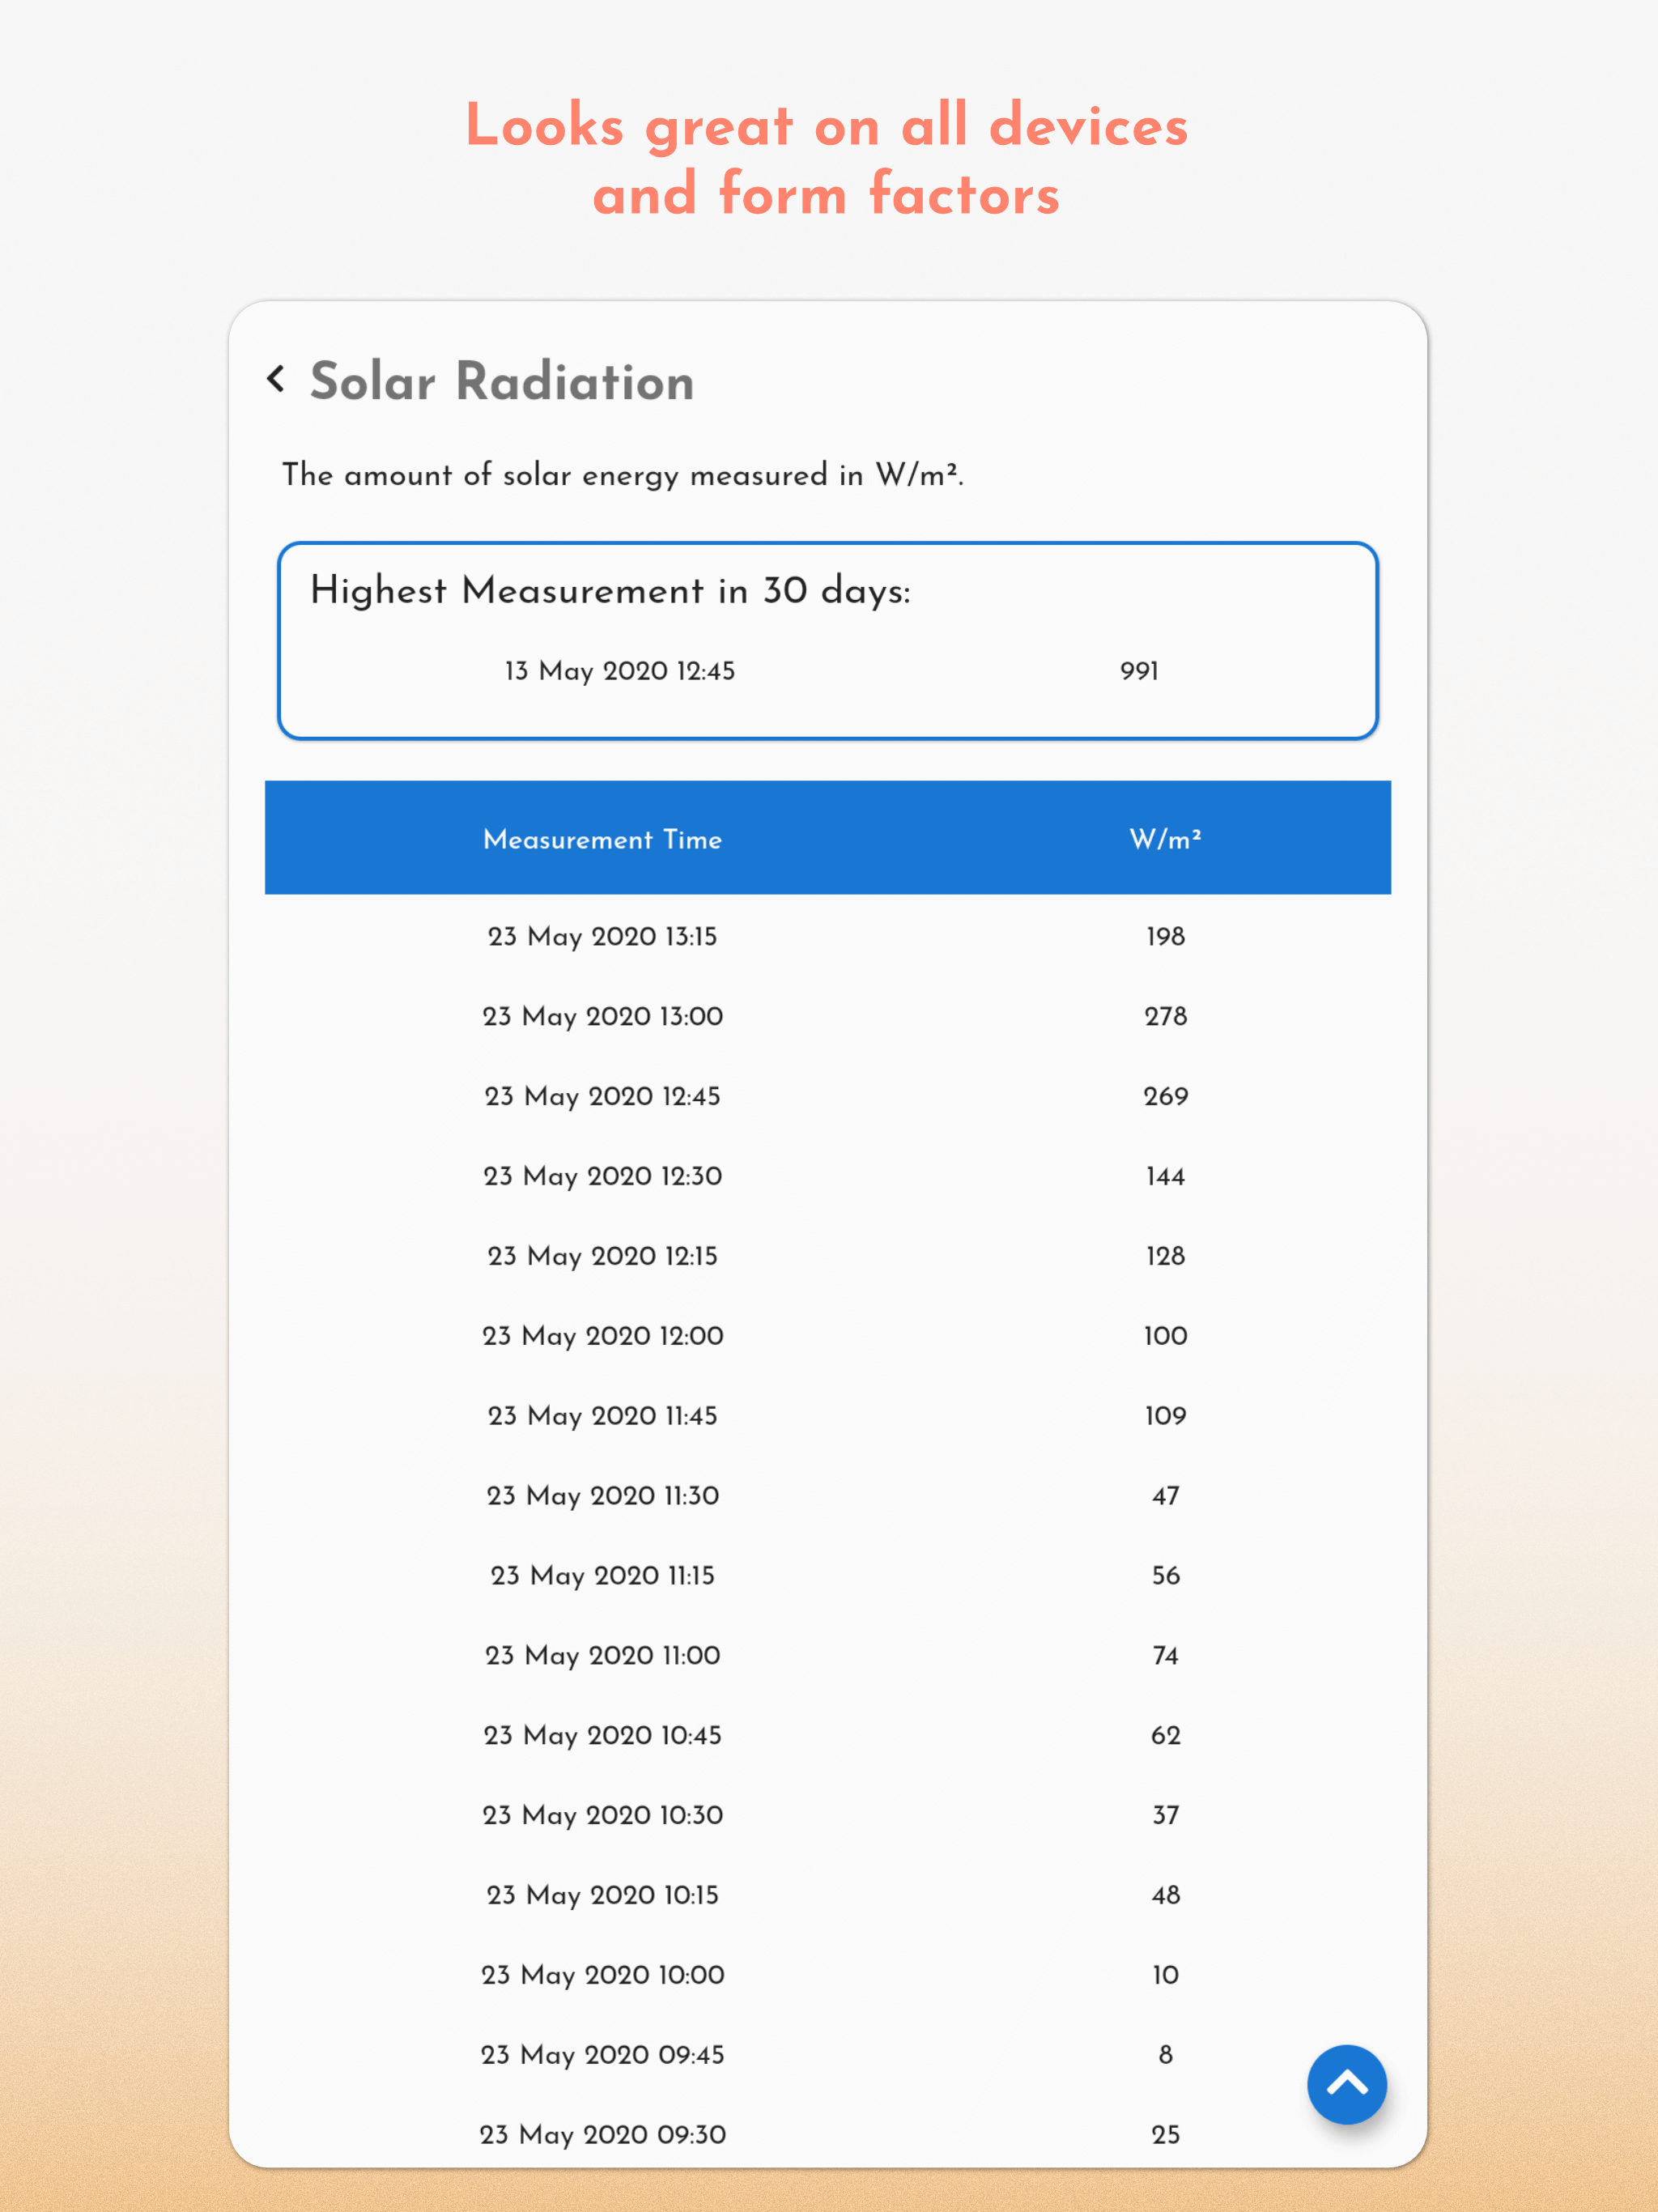 Looks great on all devices
and form factors
Solar Radiation
The amount of solar energy measured in W/m².
Highest Measurement in 30 days:
13 May 2020 12:45 991
Measurement Time W/m²
23 May 2020 13:15 198
23 May 2020 13:00 278
23 May 2020 12:45 269
23 May 2020 12:30 144
23 May 2020 12:15 128
23 May 2020 12:00 100
23 May 2020 11:45 109
23 May 2020 11:30 47
23 May 2020 11:15 56
23 May 2020 11:00 74
23 May 2020 10:45 62
23 May 2020 10:30 37
23 May 2020 10:15 48
23 May 2020 10:00 10
23 May 2020 09:45 8
23 May 2020 09:30 25